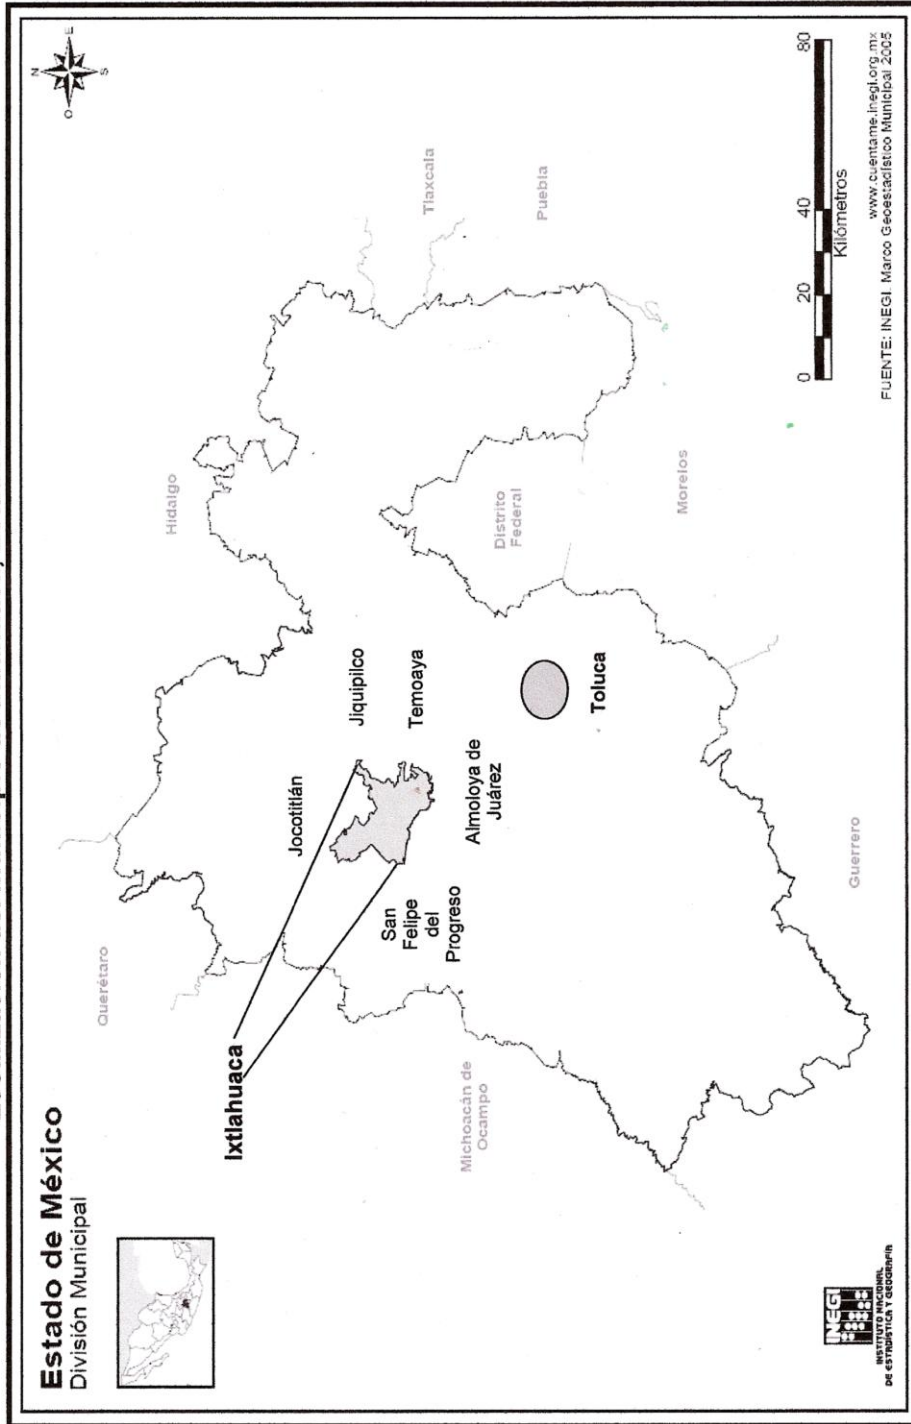 Estado de México
División Municipal
N
E
S
O
Querétaro
Hidalgo
Tlaxcala
Puebla
Distrito
Federal
Morelos
Guerrero
Michoacán de
Ocampo
Ixtlahuaca
Jocotitlán
Jiquipilco
Temoaya
San
Felipe
del
Progreso
Almoloya de
Juárez
Toluca
0 20 40 80
Kilómetros
www.cuentame.inegi.org.mx
FUENTE: INEGI. Marco Geoestadístico Municipal 2005
INEGI
INSTITUTO NACIONAL
DE ESTADÍSTICA Y GEOGRAFÍA